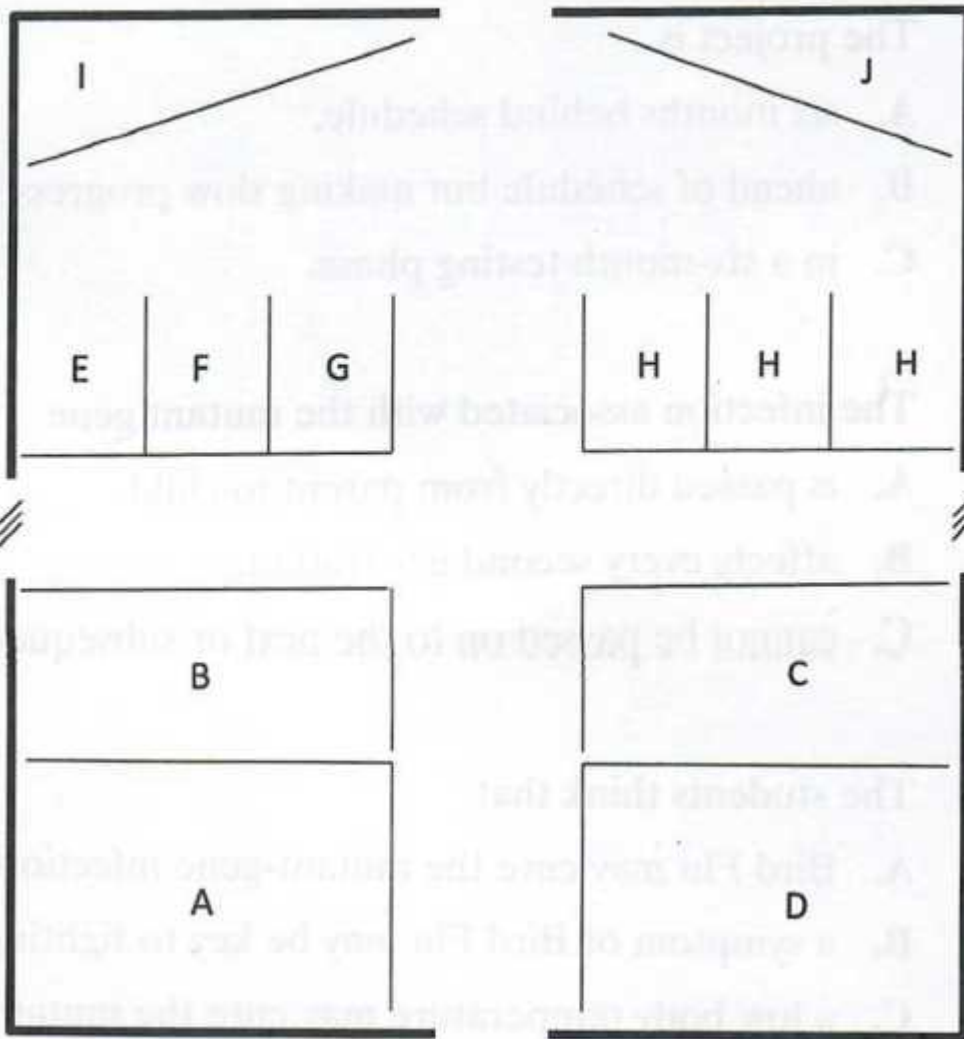 The project is
I
J
A. six months behind schedule.
B. ahead of schedule but making slow progress
C. in a six-month testing phase.
E F G H H H
The infection associated with the mutant gene
A. is passed directly from parent to child
B. affects every second generation
C. cannot be passed on to the next or subseque
B C
The students think that
A. Bird Flu may cure the mutant-gene infection
A D
B. a symptom of Bird Flu may be key to fighting
C. a low body temperature may cure the mutant